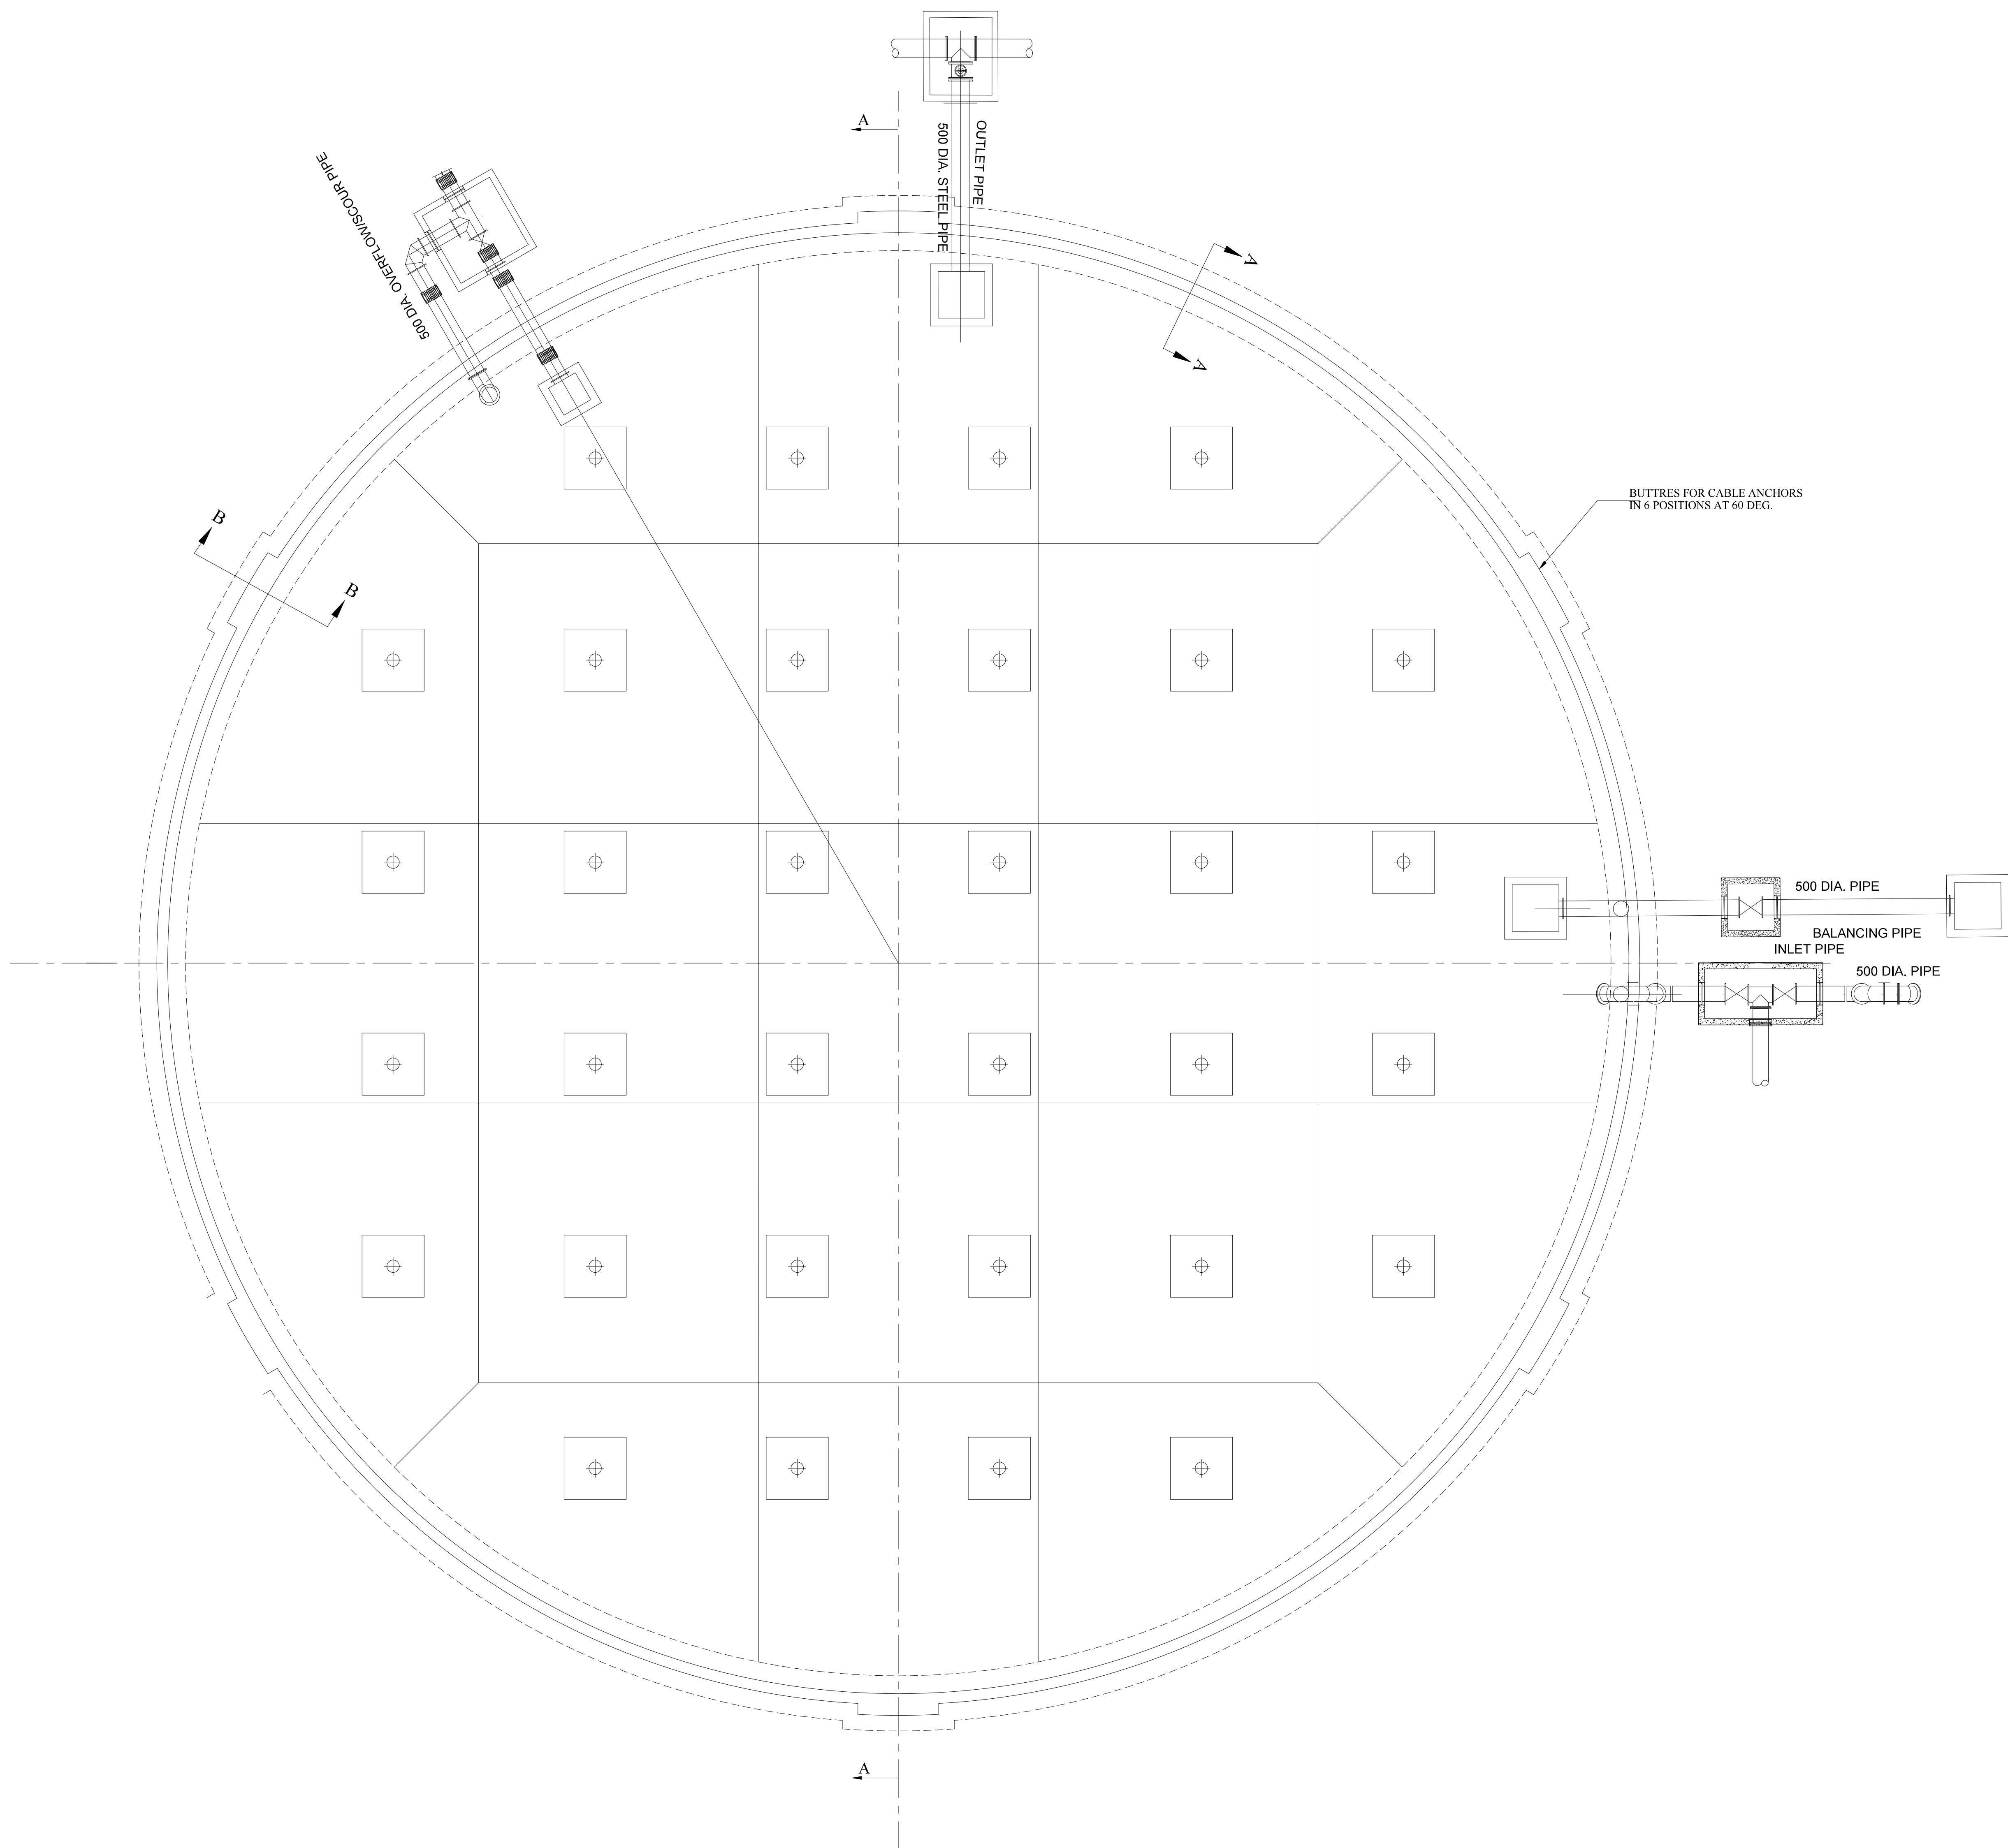 A
OUTLET PIPE
500 DIA. STEEL PIPE
500 DIA. OVERFLOW/SCOUR PIPE
A
A
BUTTRES FOR CABLE ANCHORS
IN 6 POSITIONS AT 60 DEG.
B
B
500 DIA. PIPE
BALANCING PIPE
INLET PIPE
500 DIA. PIPE
A